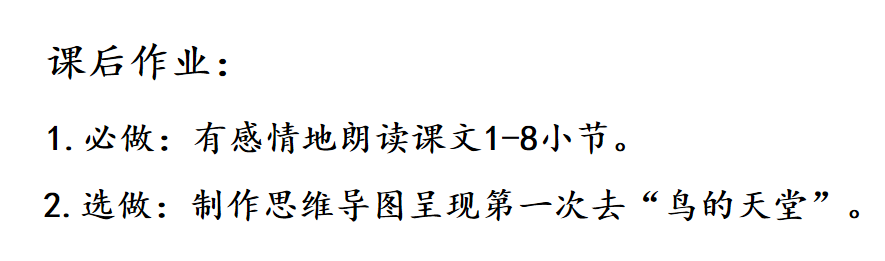 课后作业：
1.必做：有感情地朗读课文1-8小节。
2.选做：制作思维导图呈现第一次去“鸟的天堂”。